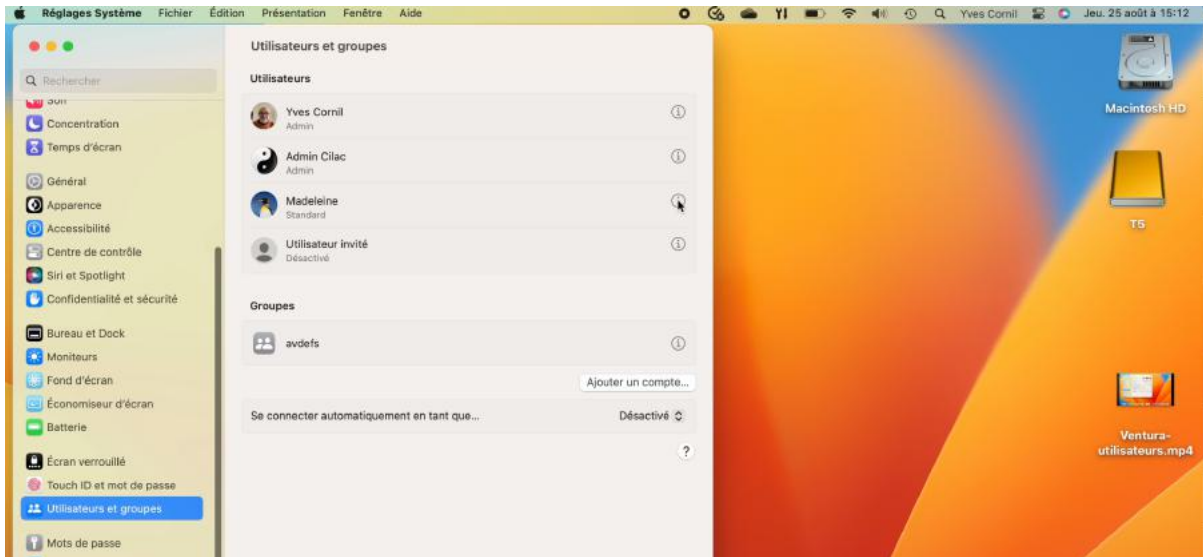 Réglages Système Fichier Édition Présentation Fenêtre Aide Yves Cornil Jeu. 25 août à 15:12
Rechercher
Son
Concentration
Temps d'écran
Général
Apparence
Accessibilité
Centre de contrôle
Siri et Spotlight
Confidentialité et sécurité
Bureau et Dock
Moniteurs
Fond d'écran
Économiseur d'écran
Batterie
Écran verrouillé
Touch ID et mot de passe
Utilisateurs et groupes
Mots de passe
Utilisateurs et groupes
Utilisateurs
Yves Cornil
Admin
Admin Cilac
Admin
Madeleine
Standard
Utilisateur invité
Désactivé
Groupes
avdefs
Ajouter un compte...
Se connecter automatiquement en tant que... Désactivé
?
Macintosh HD
T5
Ventura-
utilisateurs.mp4